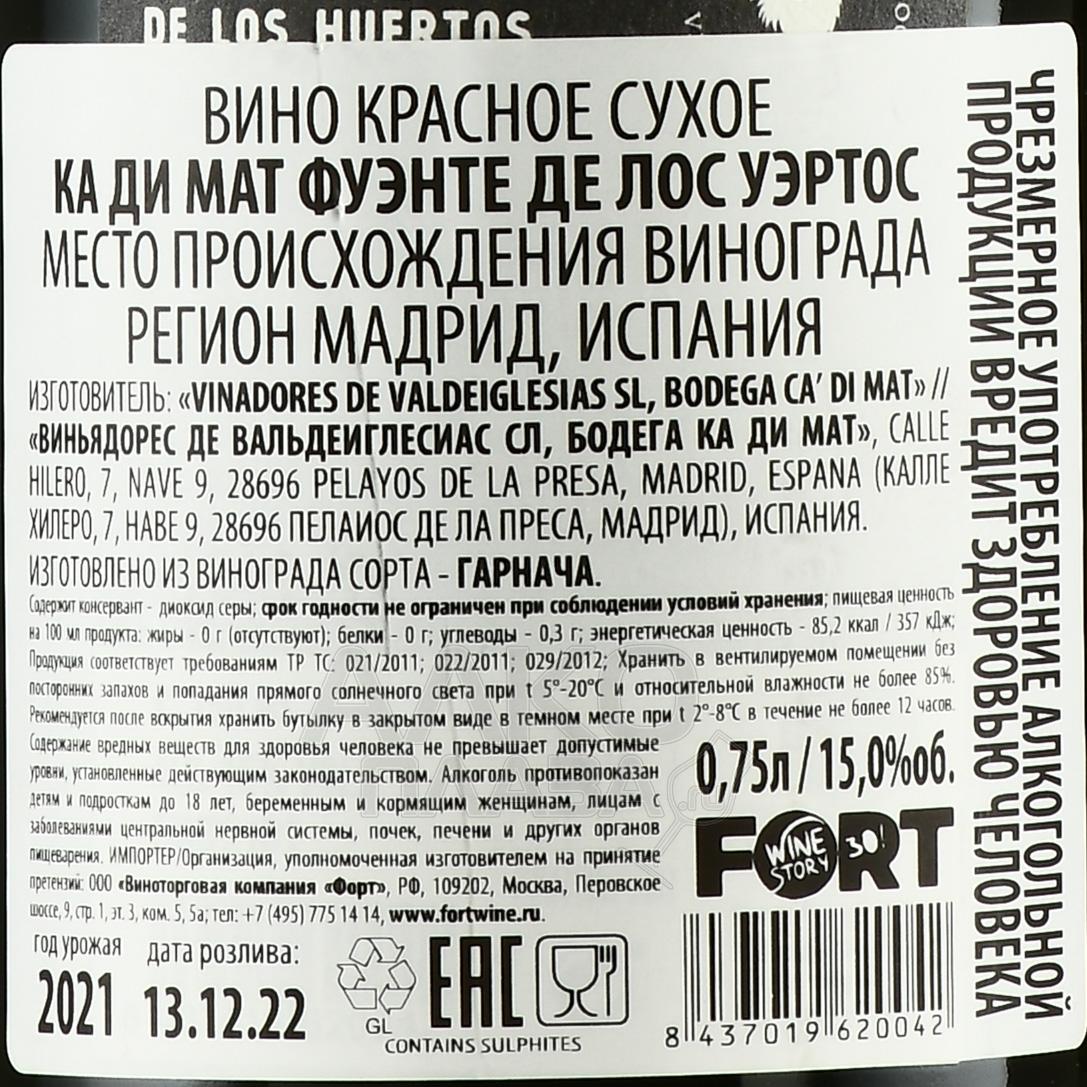 DE LOS HUERTOS
ВИНО КРАСНОЕ СУХОЕ
КА ДИ МАТ ФУЭНТЕ ДЕ ЛОС УЭРТОС
МЕСТО ПРОИСХОЖДЕНИЯ ВИНОГРАДА
РЕГИОН МАДРИД, ИСПАНИЯ
ИЗГОТОВИТЕЛЬ: «VINADORES DE VALDEIGLESIAS SL, BODEGA CA’ DI MAT» //
«ВИНЬЯДОРЕС ДЕ ВАЛЬДЕИГЛЕСИАС СЛ, БОДЕГА КА ДИ МАТ», CALLE
HILERO, 7, NAVE 9, 28696 PELAYOS DE LA PRESA, MADRID, ESPANA (КАЛЛЕ
ХИЛЕРО, 7, НАВЕ 9, 28696 ПЕЛАИОС ДЕ ЛА ПРЕСА, МАДРИД), ИСПАНИЯ.
ИЗГОТОВЛЕНО ИЗ ВИНОГРАДА СОРТА - ГАРНАЧА.
Содержит консервант - диоксид серы; срок годности не ограничен при соблюдении условий хранения; пищевая ценность
на 100 мл продукта: жиры - 0 г (отсутствуют); белки - 0 г; углеводы - 0,3 г; энергетическая ценность - 85,2 ккал / 357 кДж;
Продукция соответствует требованиям ТР ТС: 021/2011; 022/2011; 029/2012; Хранить в вентилируемом помещении без
посторонних запахов и попадания прямого солнечного света при t 5°-20°С и относительной влажности не более 85%.
Рекомендуется после вскрытия хранить бутылку в закрытом виде в темном месте при t 2°-8°С в течение не более 12 часов.
Содержание вредных веществ для здоровья человека не превышает допустимые
уровни, установленные действующим законодательством. Алкоголь противопоказан
детям и подросткам до 18 лет, беременным и кормящим женщинам, лицам с
заболеваниями центральной нервной системы, почек, печени и других органов
пищеварения. ИМПОРТЕР/Организация, уполномоченная изготовителем на принятие
претензий: ООО «Виноторговая компания «Форт», РФ, 109202, Москва, Перовское
шоссе, 9, стр. 1, эт. 3, ком. 5, 5а; тел: +7 (495) 775 14 14, www.fortwine.ru.
0,75л / 15,0%об.
FORT
WINE STORY
30!
год урожая
2021
дата розлива:
13.12.22
GL
EAC
CONTAINS SULPHITES
8 437019 620042
ЧРЕЗМЕРНОЕ УПОТРЕБЛЕНИЕ АЛКОГОЛЬНОЙ
ПРОДУКЦИИ ВРЕДИТ ЗДОРОВЬЮ ЧЕЛОВЕКА
АЛКО
ПЛАЗА.ru